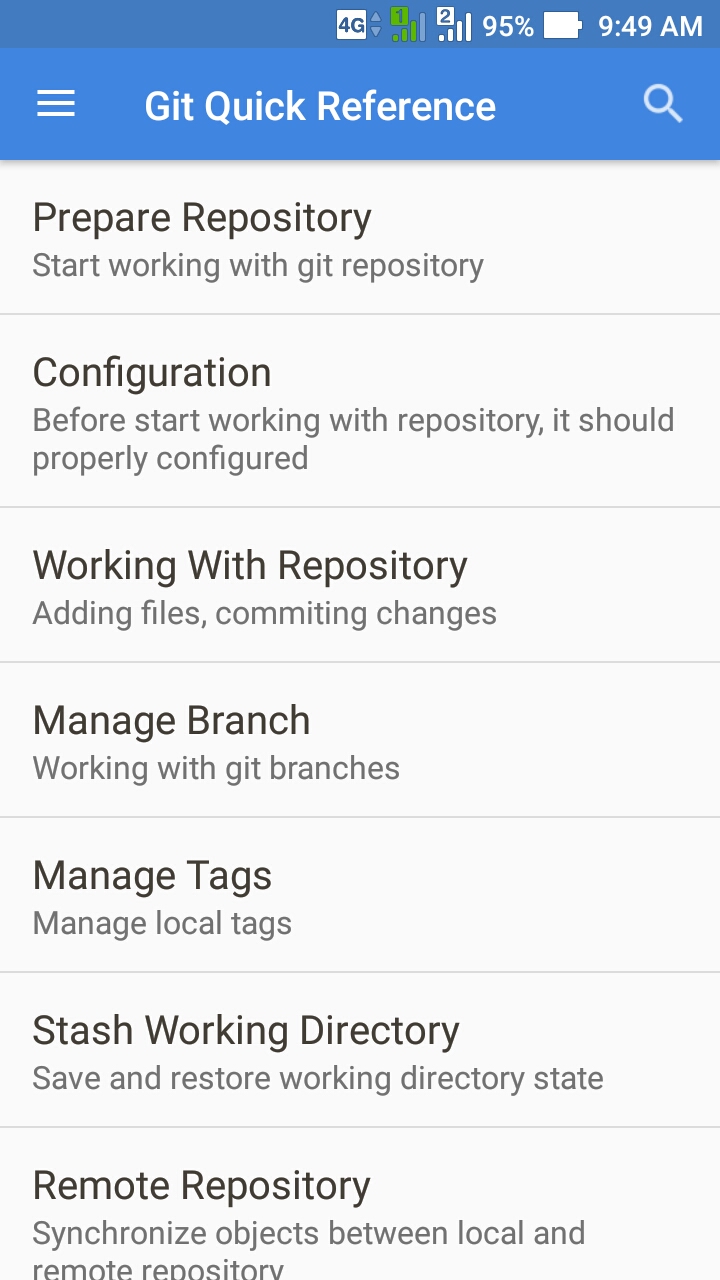 4G 1 2 95% 9:49 AM
Git Quick Reference
Prepare Repository
Start working with git repository
Configuration
Before start working with repository, it should
properly configured
Working With Repository
Adding files, commiting changes
Manage Branch
Working with git branches
Manage Tags
Manage local tags
Stash Working Directory
Save and restore working directory state
Remote Repository
Synchronize objects between local and
remote repository